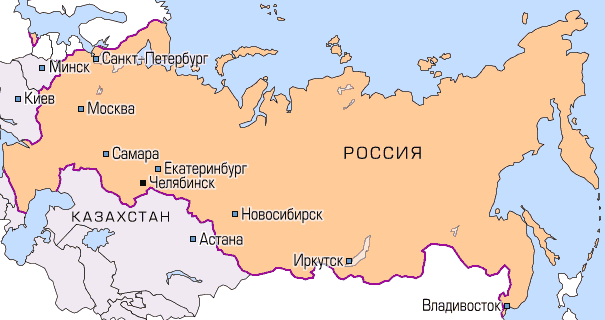 Санкт-Петербург
Минск
Киев
Москва
РОССИЯ
Самара
Екатеринбург
Челябинск
КАЗАХСТАН
Новосибирск
Астана
Иркутск
Владивосток